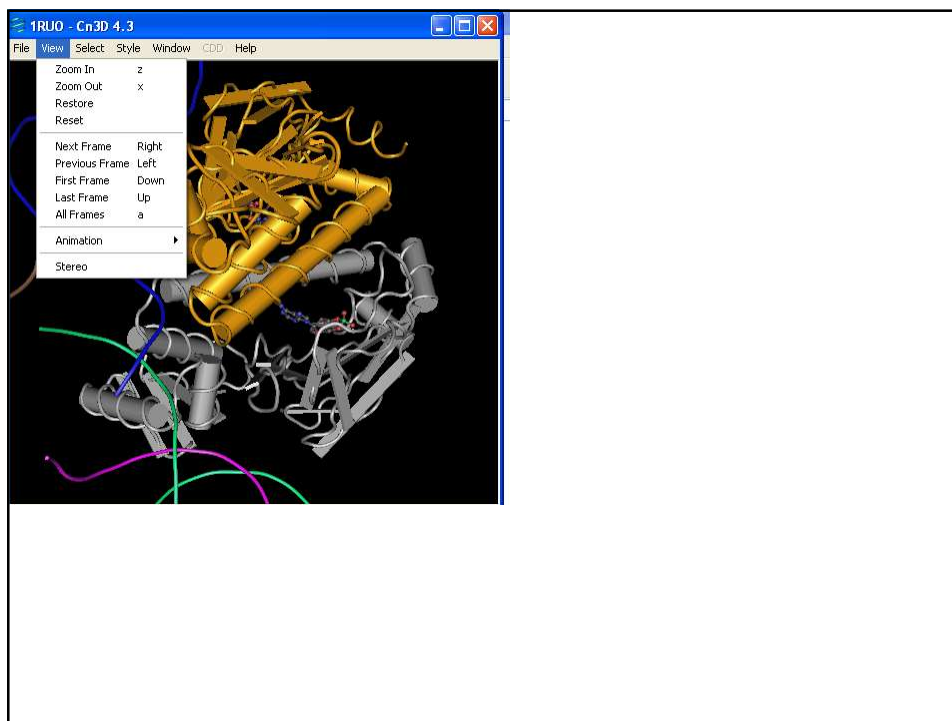 1RUO - Cn3D 4.3
File View Select Style Window CDD Help
Zoom In z
Zoom Out x
Restore
Reset
Next Frame Right
Previous Frame Left
First Frame Down
Last Frame Up
All Frames a
Animation
Stereo